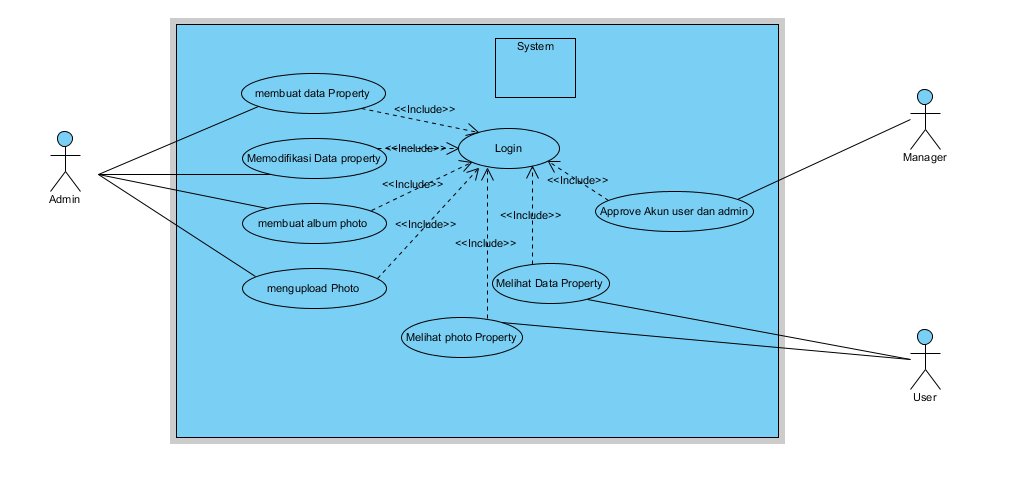 System
membuat data Property
<<Include>>
Login
Memodifikasi Data property
<<Include>>
<<Include>>
<<Include>>
membuat album photo
<<Include>>
<<Include>>
Approve Akun user dan admin
<<Include>>
mengupload Photo
Melihat Data Property
Melihat photo Property
Admin
Manager
User